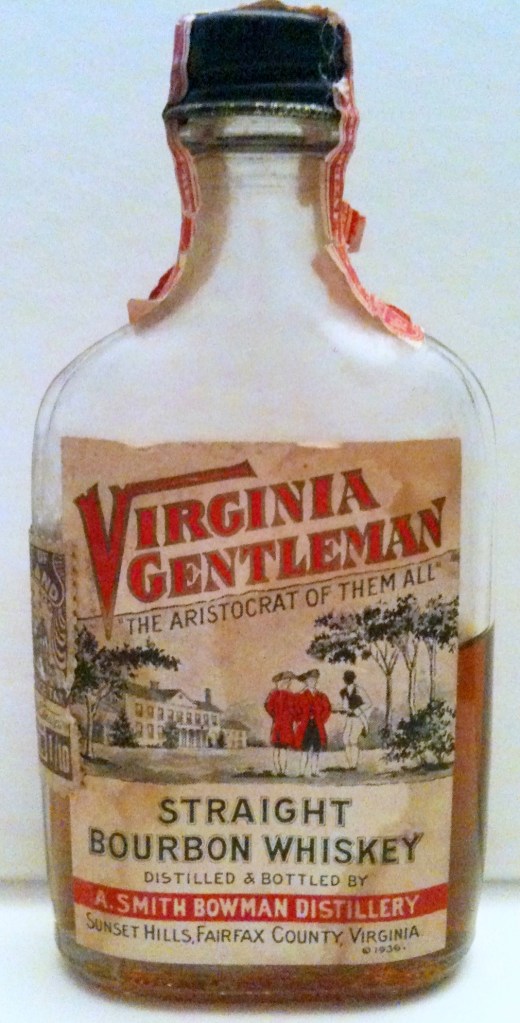 VIRGINIA
GENTLEMAN
"THE ARISTOCRAT OF THEM ALL"
STRAIGHT
BOURBON WHISKEY
DISTILLED & BOTTLED BY
A. SMITH BOWMAN DISTILLERY
SUNSET HILLS, FAIRFAX COUNTY, VIRGINIA
© 1936.